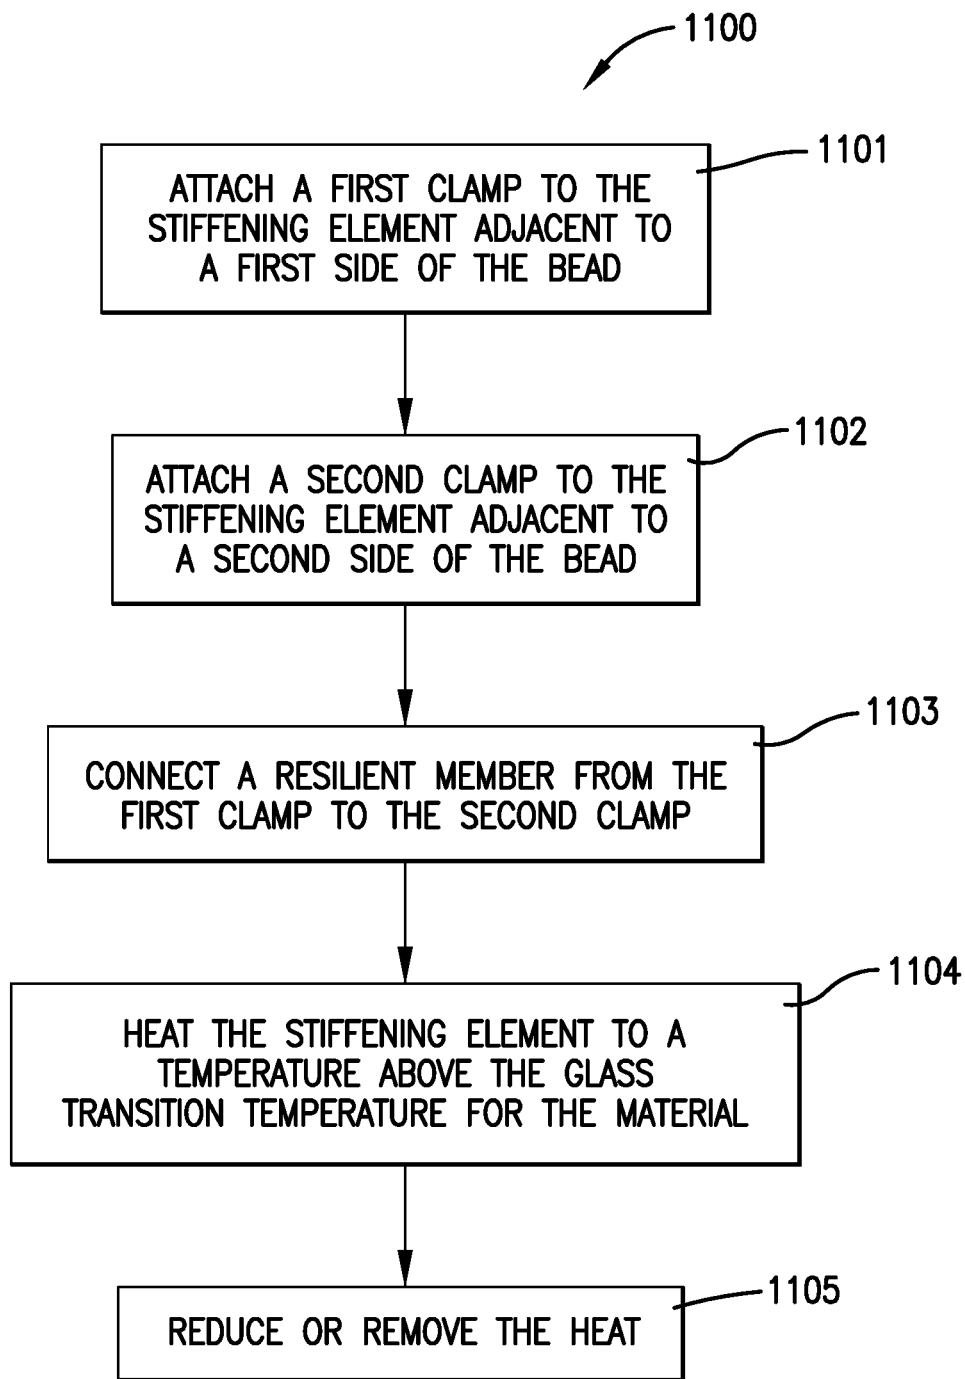 1100
1101
ATTACH A FIRST CLAMP TO THE
STIFFENING ELEMENT ADJACENT TO
A FIRST SIDE OF THE BEAD
1102
ATTACH A SECOND CLAMP TO THE
STIFFENING ELEMENT ADJACENT TO
A SECOND SIDE OF THE BEAD
1103
CONNECT A RESILIENT MEMBER FROM THE
FIRST CLAMP TO THE SECOND CLAMP
1104
HEAT THE STIFFENING ELEMENT TO A
TEMPERATURE ABOVE THE GLASS
TRANSITION TEMPERATURE FOR THE MATERIAL
1105
REDUCE OR REMOVE THE HEAT